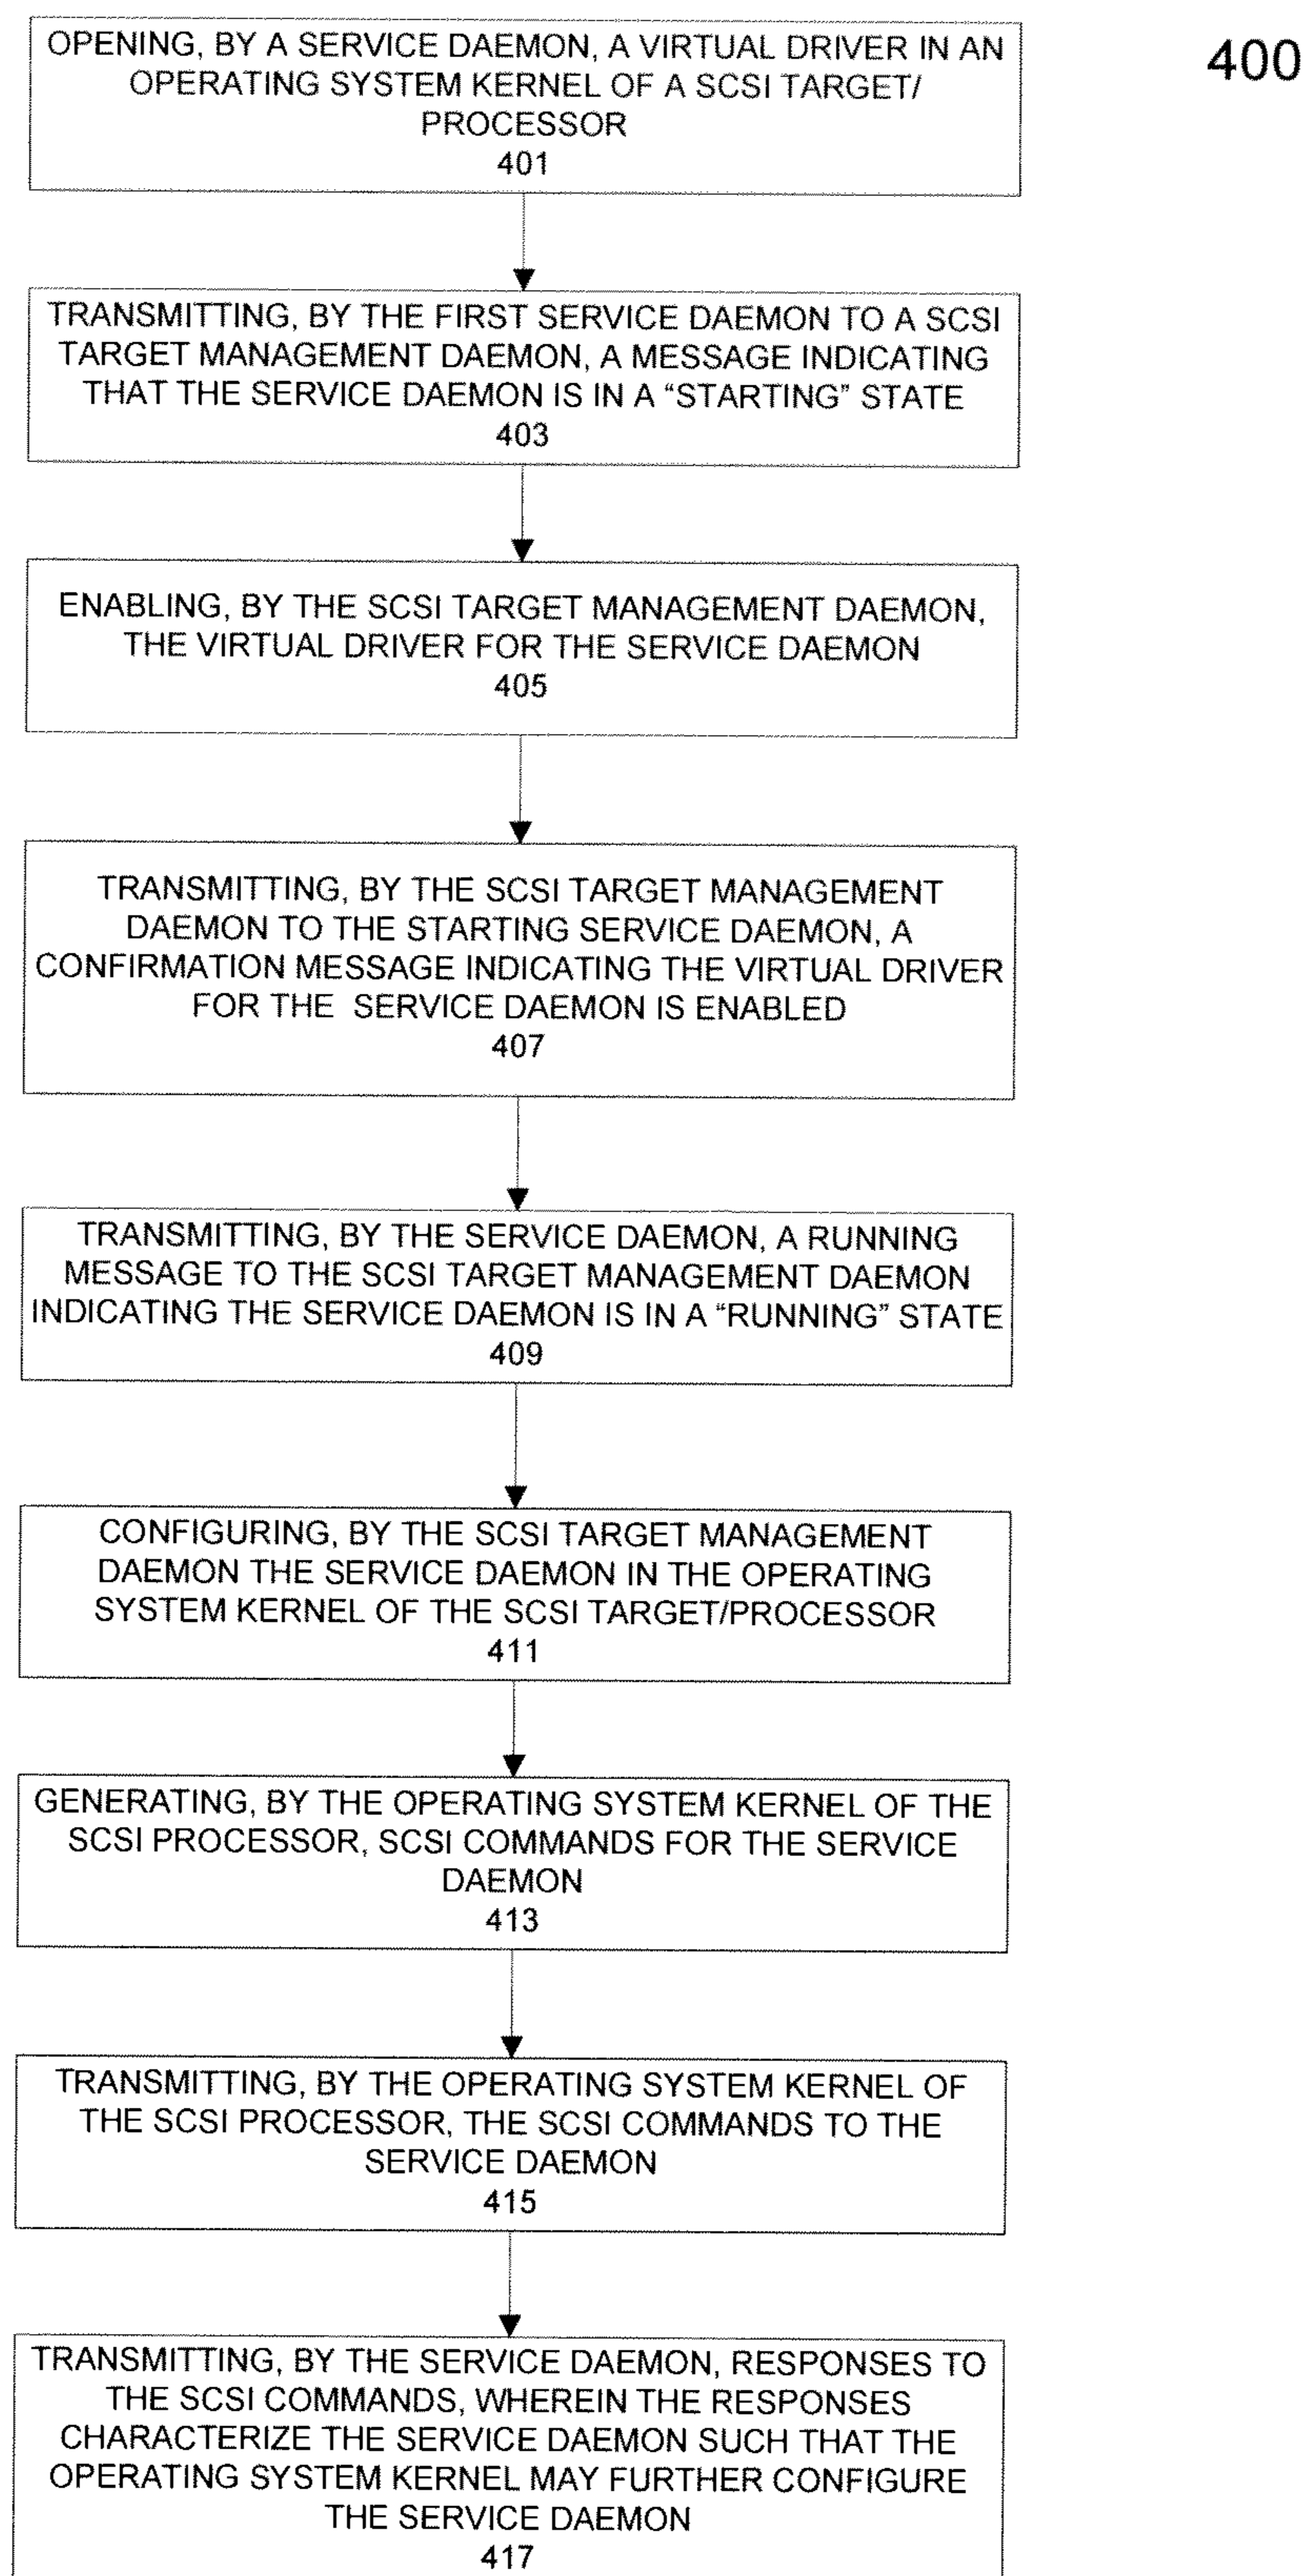 400
OPENING, BY A SERVICE DAEMON, A VIRTUAL DRIVER IN AN
OPERATING SYSTEM KERNEL OF A SCSI TARGET/
PROCESSOR
401
TRANSMITTING, BY THE FIRST SERVICE DAEMON TO A SCSI
TARGET MANAGEMENT DAEMON, A MESSAGE INDICATING
THAT THE SERVICE DAEMON IS IN A “STARTING” STATE
403
ENABLING, BY THE SCSI TARGET MANAGEMENT DAEMON,
THE VIRTUAL DRIVER FOR THE SERVICE DAEMON
405
TRANSMITTING, BY THE SCSI TARGET MANAGEMENT
DAEMON TO THE STARTING SERVICE DAEMON, A
CONFIRMATION MESSAGE INDICATING THE VIRTUAL DRIVER
FOR THE SERVICE DAEMON IS ENABLED
407
TRANSMITTING, BY THE SERVICE DAEMON, A RUNNING
MESSAGE TO THE SCSI TARGET MANAGEMENT DAEMON
INDICATING THE SERVICE DAEMON IS IN A “RUNNING” STATE
409
CONFIGURING, BY THE SCSI TARGET MANAGEMENT
DAEMON THE SERVICE DAEMON IN THE OPERATING
SYSTEM KERNEL OF THE SCSI TARGET/PROCESSOR
411
GENERATING, BY THE OPERATING SYSTEM KERNEL OF THE
SCSI PROCESSOR, SCSI COMMANDS FOR THE SERVICE
DAEMON
413
TRANSMITTING, BY THE OPERATING SYSTEM KERNEL OF
THE SCSI PROCESSOR, THE SCSI COMMANDS TO THE
SERVICE DAEMON
415
TRANSMITTING, BY THE SERVICE DAEMON, RESPONSES TO
THE SCSI COMMANDS, WHEREIN THE RESPONSES
CHARACTERIZE THE SERVICE DAEMON SUCH THAT THE
OPERATING SYSTEM KERNEL MAY FURTHER CONFIGURE
THE SERVICE DAEMON
417